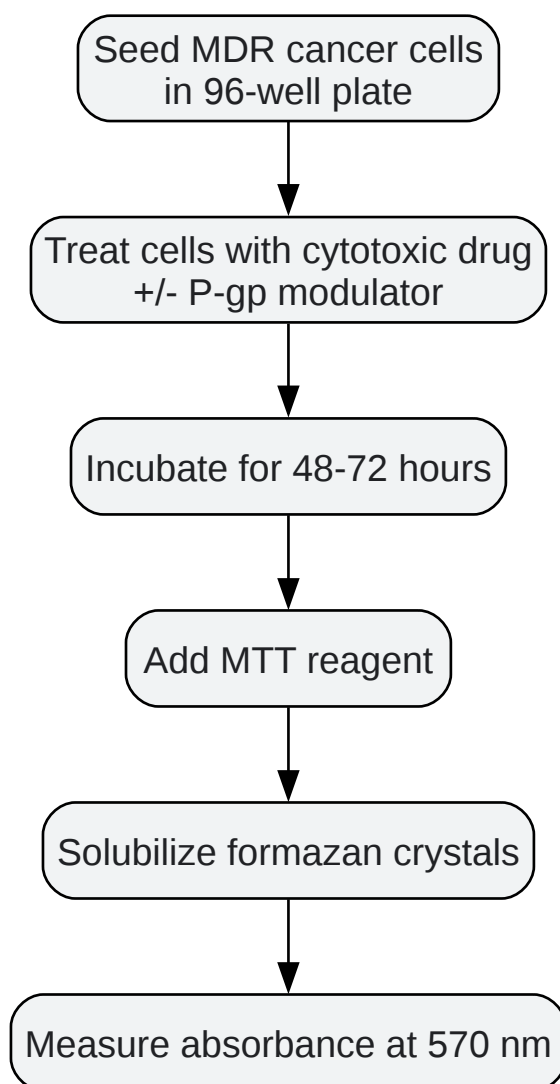 Seed MDR cancer cells
in 96-well plate
Treat cells with cytotoxic drug
+/- P-gp modulator
Incubate for 48-72 hours
Add MTT reagent
Solubilize formazan crystals
Measure absorbance at 570 nm